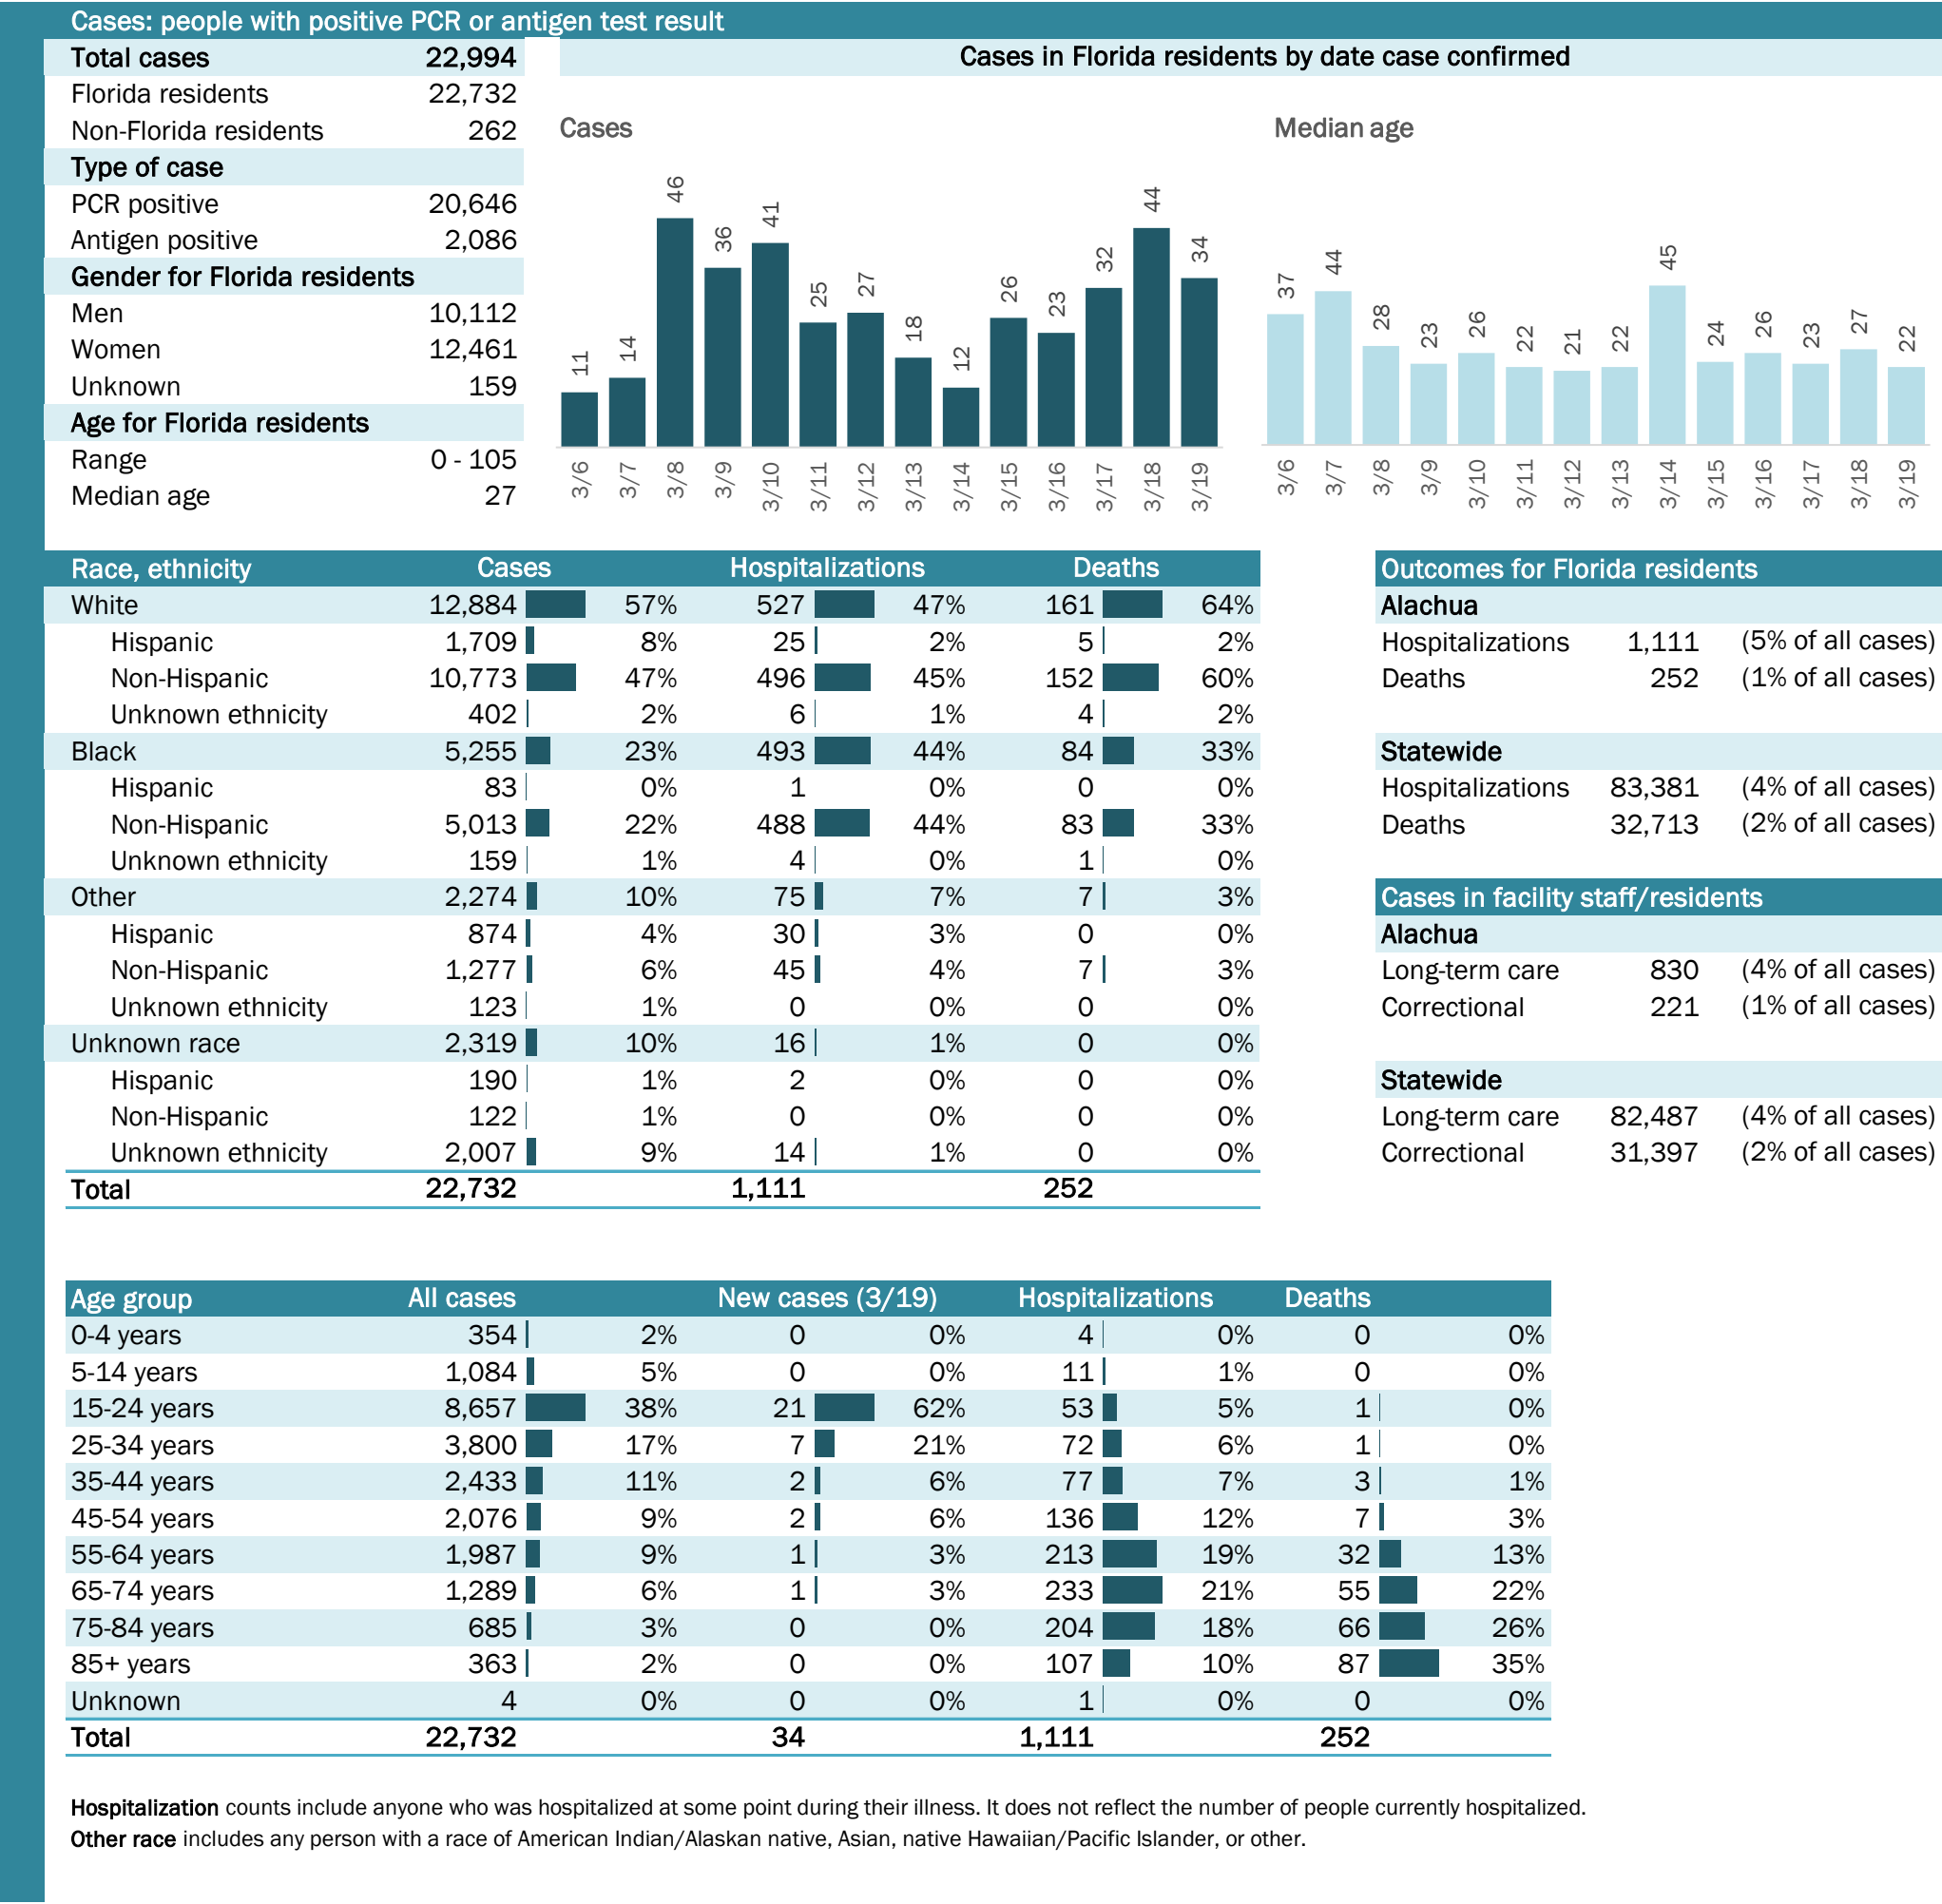 Cases: people with positive PCR or antigen test result
Total cases 22,994
Florida residents 22,732
Non-Florida residents 262
Type of case
PCR positive 20,646
Antigen positive 2,086
Gender for Florida residents
Men 10,112
Women 12,461
Unknown 159
Age for Florida residents
Range 0 - 105
Median age 27
Cases in Florida residents by date case confirmed
Cases
11 14 46 36 41 25 27 18 12 26 23 32 44 34
3/6 3/7 3/8 3/9 3/10 3/11 3/12 3/13 3/14 3/15 3/16 3/17 3/18 3/19
Median age
37 44 28 23 26 22 21 22 45 24 26 23 27 22
3/6 3/7 3/8 3/9 3/10 3/11 3/12 3/13 3/14 3/15 3/16 3/17 3/18 3/19
Race, ethnicity Cases Hospitalizations Deaths
White 12,884 57% 527 47% 161 64%
Hispanic 1,709 8% 25 2% 5 2%
Non-Hispanic 10,773 47% 496 45% 152 60%
Unknown ethnicity 402 2% 6 1% 4 2%
Black 5,255 23% 493 44% 84 33%
Hispanic 83 0% 1 0% 0 0%
Non-Hispanic 5,013 22% 488 44% 83 33%
Unknown ethnicity 159 1% 4 0% 1 0%
Other 2,274 10% 75 7% 7 3%
Hispanic 874 4% 30 3% 0 0%
Non-Hispanic 1,277 6% 45 4% 7 3%
Unknown ethnicity 123 1% 0 0% 0 0%
Unknown race 2,319 10% 16 1% 0 0%
Hispanic 190 1% 2 0% 0 0%
Non-Hispanic 122 1% 0 0% 0 0%
Unknown ethnicity 2,007 9% 14 1% 0 0%
Total 22,732 1,111 252
Outcomes for Florida residents
Alachua
Hospitalizations 1,111 (5% of all cases)
Deaths 252 (1% of all cases)
Statewide
Hospitalizations 83,381 (4% of all cases)
Deaths 32,713 (2% of all cases)
Cases in facility staff/residents
Alachua
Long-term care 830 (4% of all cases)
Correctional 221 (1% of all cases)
Statewide
Long-term care 82,487 (4% of all cases)
Correctional 31,397 (2% of all cases)
Age group All cases New cases (3/19) Hospitalizations Deaths
0-4 years 354 2% 0 0% 4 0% 0 0%
5-14 years 1,084 5% 0 0% 11 1% 0 0%
15-24 years 8,657 38% 21 62% 53 5% 1 0%
25-34 years 3,800 17% 7 21% 72 6% 1 0%
35-44 years 2,433 11% 2 6% 77 7% 3 1%
45-54 years 2,076 9% 2 6% 136 12% 7 3%
55-64 years 1,987 9% 1 3% 213 19% 32 13%
65-74 years 1,289 6% 1 3% 233 21% 55 22%
75-84 years 685 3% 0 0% 204 18% 66 26%
85+ years 363 2% 0 0% 107 10% 87 35%
Unknown 4 0% 0 0% 1 0% 0 0%
Total 22,732 34 1,111 252
Hospitalization counts include anyone who was hospitalized at some point during their illness. It does not reflect the number of people currently hospitalized.
Other race includes any person with a race of American Indian/Alaskan native, Asian, native Hawaiian/Pacific Islander, or other.